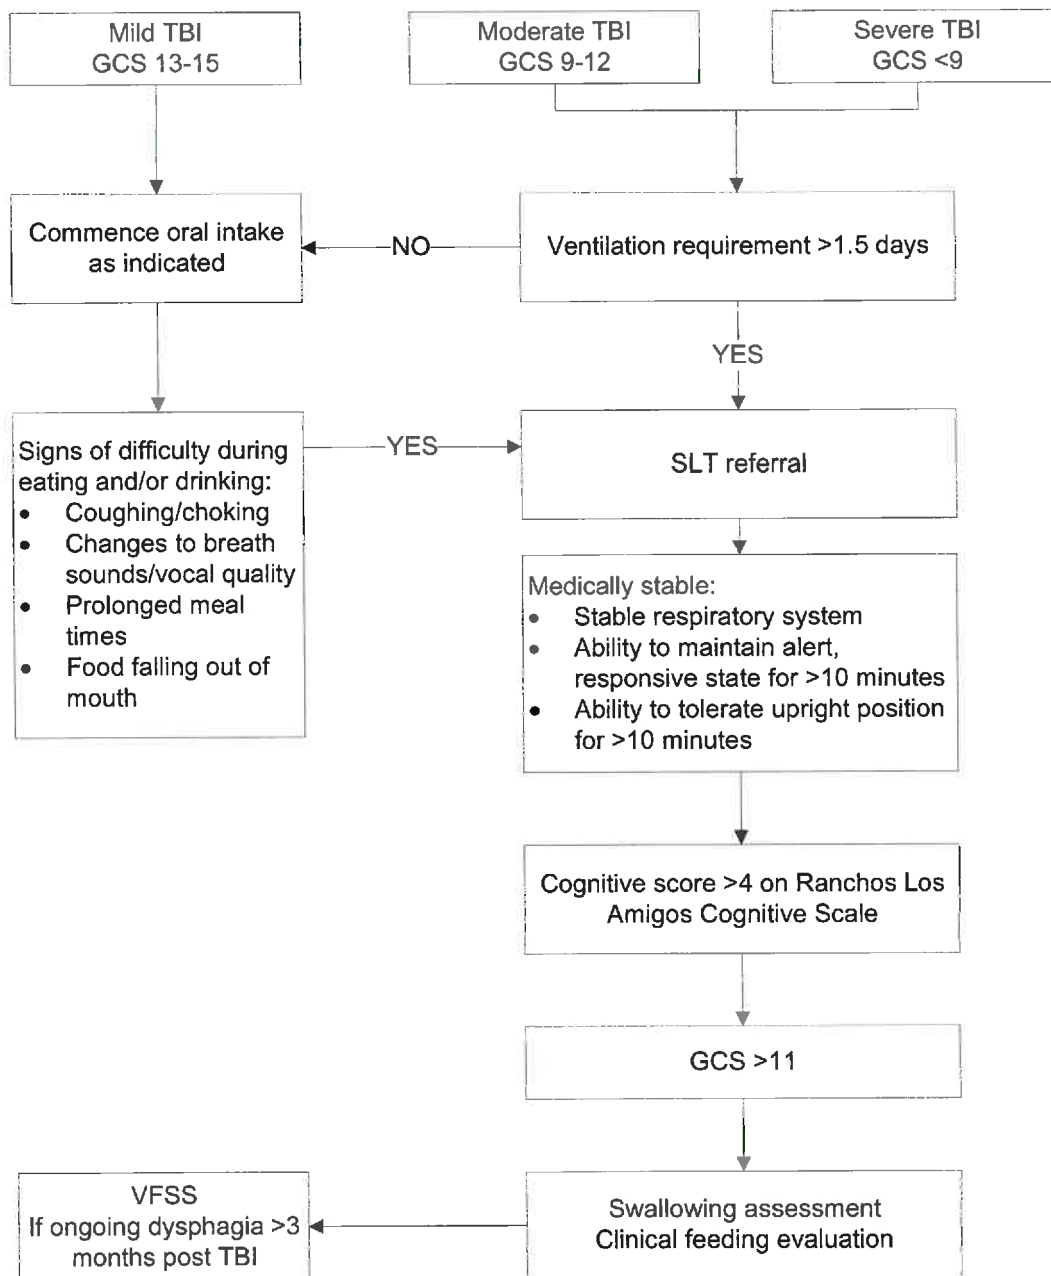 Mild TBI
GCS 13-15
Moderate TBI
GCS 9-12
Severe TBI
GCS <9
Commence oral intake
as indicated
NO
Ventilation requirement >1.5 days
YES
Signs of difficulty during
eating and/or drinking:
• Coughing/choking
• Changes to breath
sounds/vocal quality
• Prolonged meal
times
• Food falling out of
mouth
YES
SLT referral
Medically stable:
• Stable respiratory system
• Ability to maintain alert,
responsive state for >10 minutes
• Ability to tolerate upright position
for >10 minutes
Cognitive score >4 on Ranchos Los
Amigos Cognitive Scale
GCS >11
Swallowing assessment
Clinical feeding evaluation
VFSS
If ongoing dysphagia >3
months post TBI